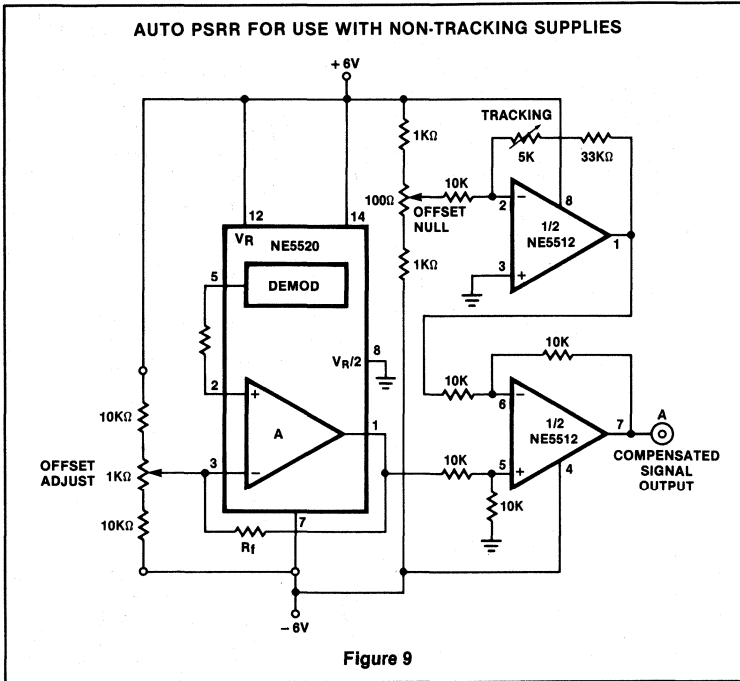 AUTO PSRR FOR USE WITH NON-TRACKING SUPPLIES
+ 6V
TRACKING
1KΩ
5K
33KΩ
10K
100Ω
OFFSET
NULL
2
−
8
1/2
NE5512
1
3
+
1KΩ
12
14
VR
NE5520
5
DEMOD
8
VR/2
2
+
A
1
3
−
10KΩ
OFFSET
ADJUST
1KΩ
10KΩ
Rf
7
− 6V
10K
10K
6
−
1/2
NE5512
7
A
10K
5
+
4
10K
COMPENSATED
SIGNAL
OUTPUT
Figure 9